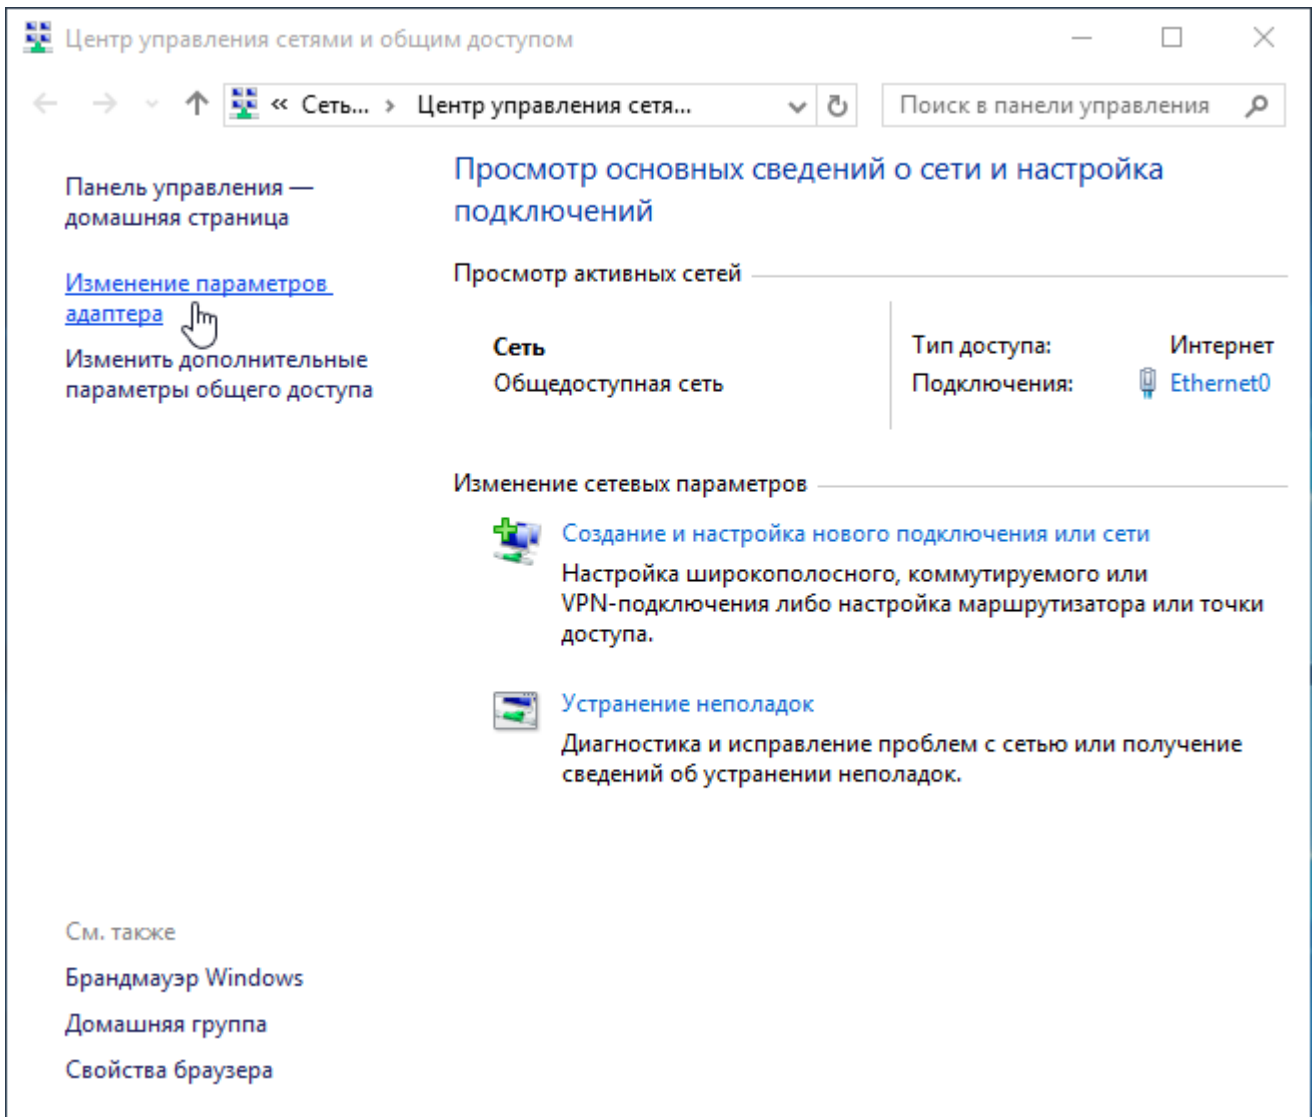 Центр управления сетями и общим доступом
« Сеть... › Центр управления сетя...
Поиск в панели управления
Панель управления —
домашняя страница
Изменение параметров
адаптера
Изменить дополнительные
параметры общего доступа
Просмотр основных сведений о сети и настройка
подключений
Просмотр активных сетей
Сеть
Общедоступная сеть
Тип доступа: Интернет
Подключения: Ethernet0
Изменение сетевых параметров
Создание и настройка нового подключения или сети
Настройка широкополосного, коммутируемого или
VPN-подключения либо настройка маршрутизатора или точки
доступа.
Устранение неполадок
Диагностика и исправление проблем с сетью или получение
сведений об устранении неполадок.
См. также
Брандмауэр Windows
Домашняя группа
Свойства браузера